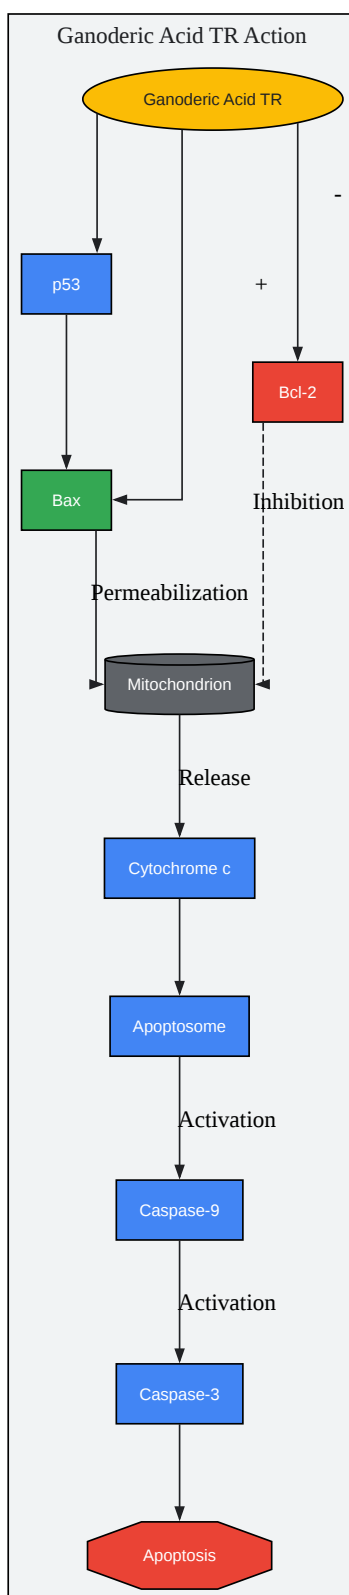 Ganoderic Acid TR Action
Ganoderic Acid TR
-
p53
+
Bcl-2
Bax
Inhibition
Permeabilization
Mitochondrion
Release
Cytochrome c
Apoptosome
Activation
Caspase-9
Activation
Caspase-3
Apoptosis